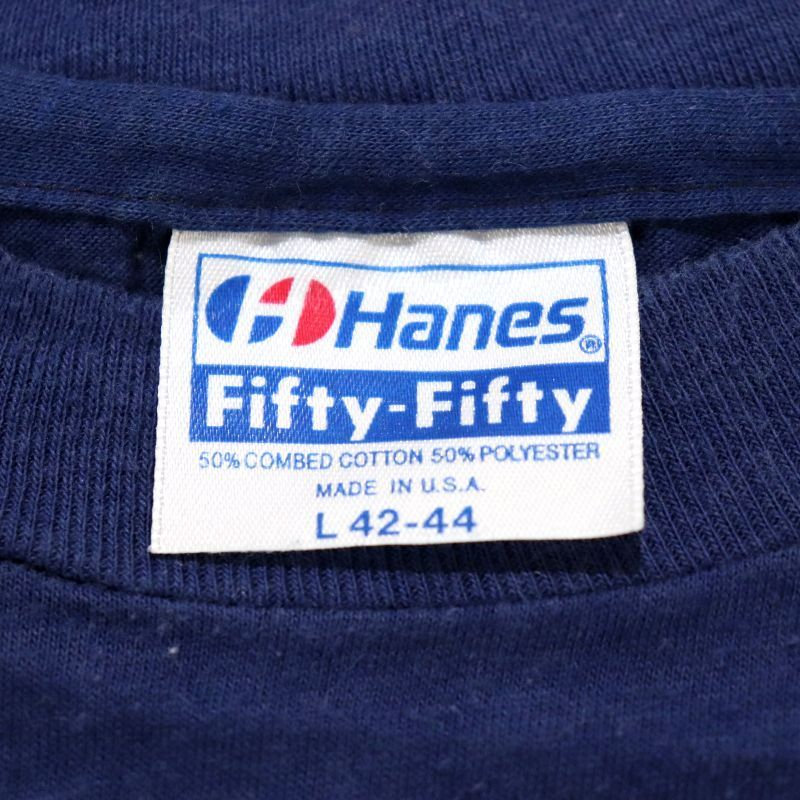 Hanes®
Fifty-Fifty
50% COMBED COTTON 50% POLYESTER
MADE IN U.S.A.
L 42-44